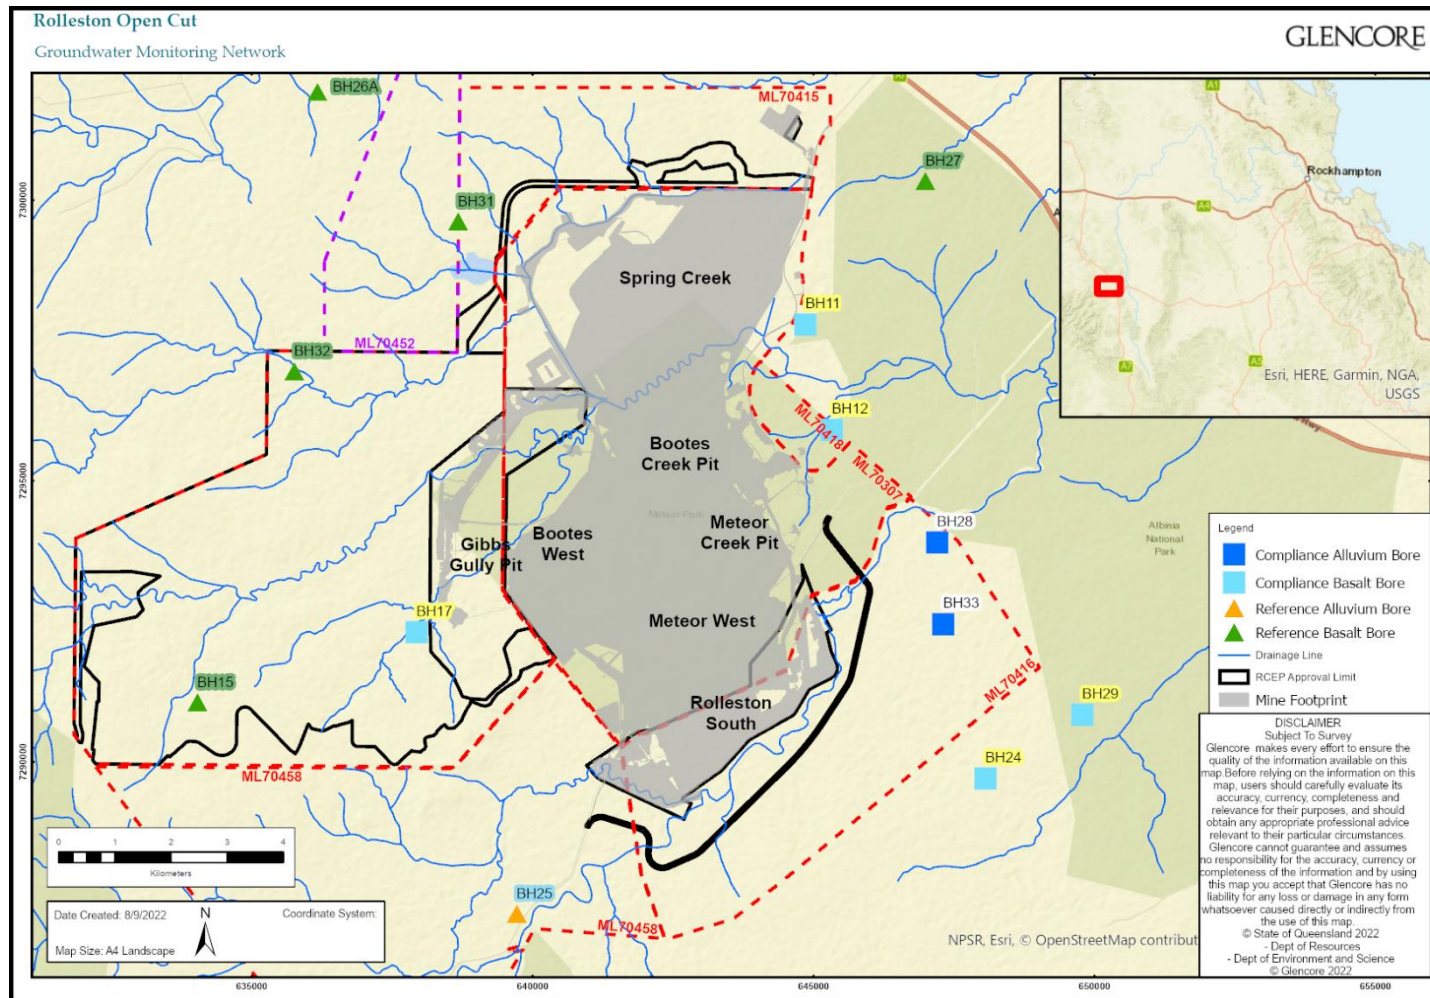 Rolleston Open Cut
Groundwater Monitoring Network
GLENCORE
BH26A
ML70415
BH27
BH31
7300000
Spring Creek
BH11
ML70452
BH32
BH12
ML70418
Bootes
Creek Pit
ML70307
7295000
Meteor Park
Meteor
Creek Pit
BH28
Gibbs
Gully Pit
Bootes
West
BH17
Meteor West
BH33
ML70416
BH15
Rolleston
South
BH29
7290000
BH24
ML70458
BH25
ML70458
Albinia
National
Park
Hwy
A1
Rockhampton
A4
A7
A3
Esri, HERE, Garmin, NGA,
USGS
Legend
Compliance Alluvium Bore
Compliance Basalt Bore
Reference Alluvium Bore
Reference Basalt Bore
Drainage Line
RCEP Approval Limit
Mine Footprint
DISCLAIMER
Subject To Survey
Glencore makes every effort to ensure the
quality of the information available on this
map.Before relying on the information on this
map, users should carefully evaluate its
accuracy, currency, completeness and
relevance for their purposes, and should
obtain any appropriate professional advice
relevant to their particular circumstances.
Glencore cannot guarantee and assumes
no responsibility for the accuracy, currency or
completeness of the information and by using
this map you accept that Glencore has no
liability for any loss or damage in any form
whatsoever caused directly or indirectly from
the use of this map.
© State of Queensland 2022
- Dept of Resources
- Dept of Environment and Science
© Glencore 2022
0 1 2 3 4
Kilometers
Date Created: 8/9/2022
N
Coordinate System:
Map Size: A4 Landscape
NPSR, Esri, © OpenStreetMap contribut
635000 640000 645000 650000 655000